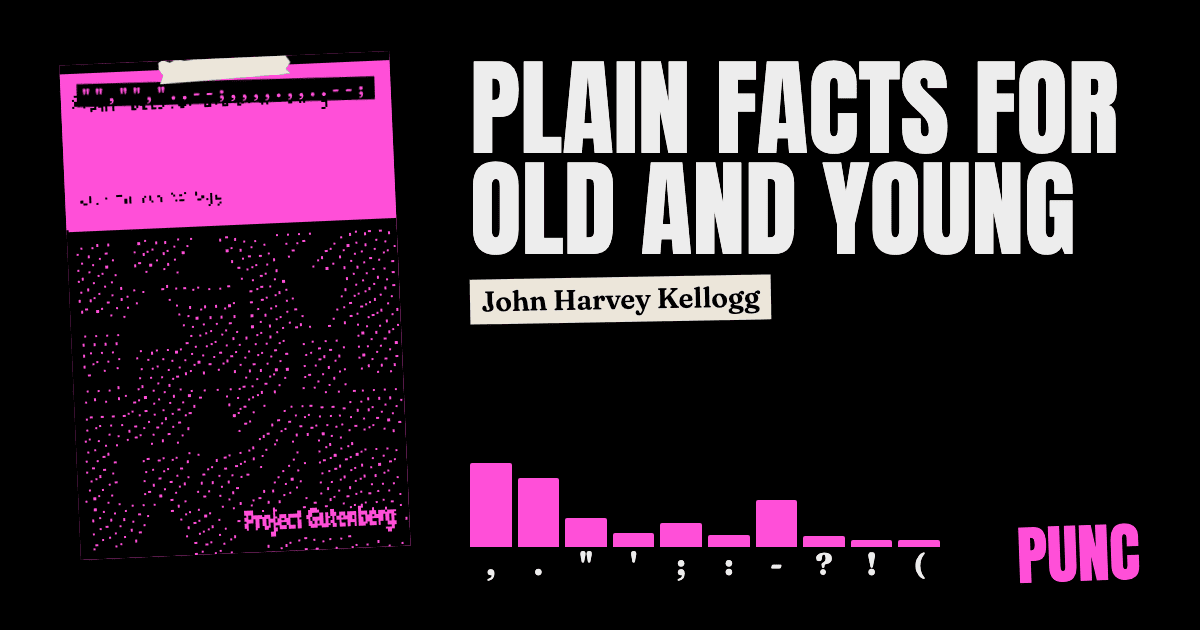 "",""‚"..--;,,,,.,..--;
Project Gutenberg
PLAIN FACTS FOR
OLD AND YOUNG
John Harvey Kellogg
, . " ' ; : - ? ! (
PUNC